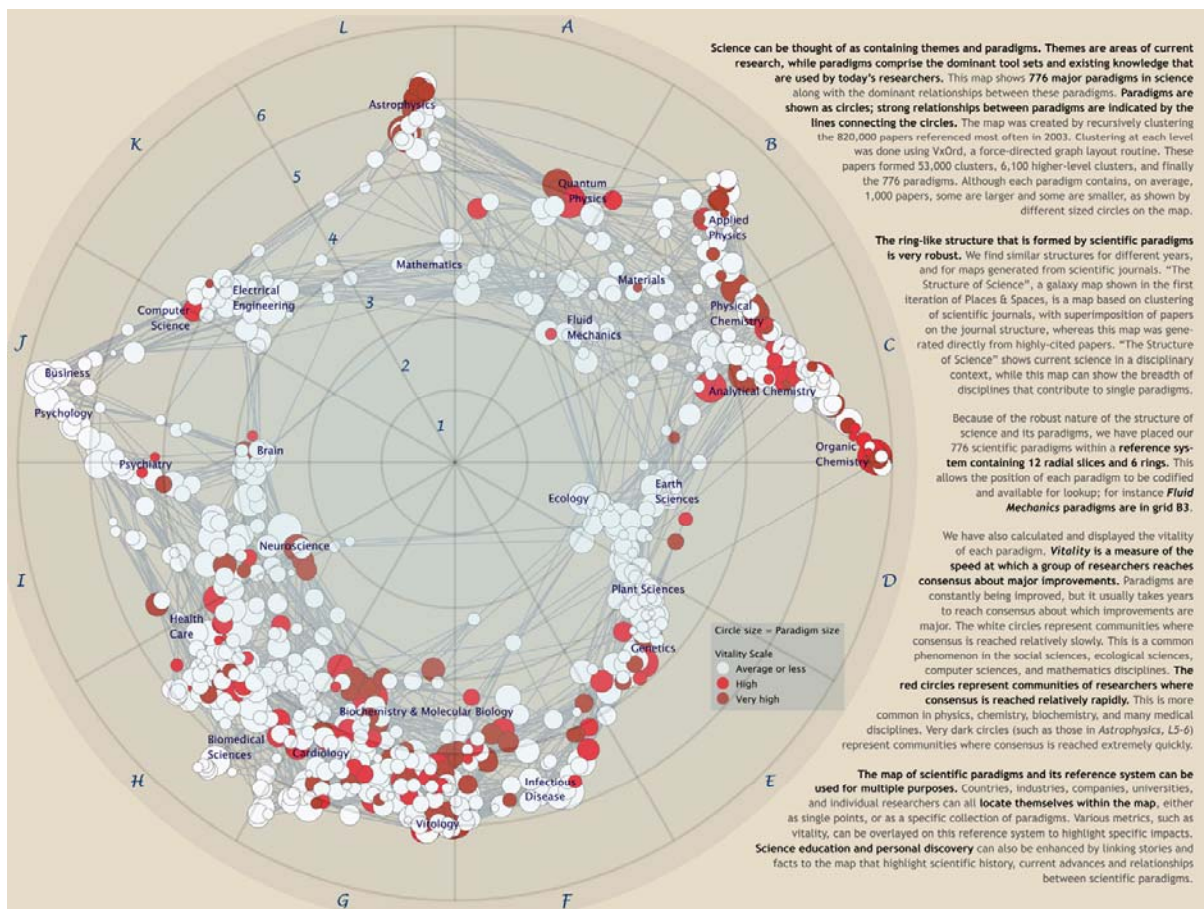 L
A
Science can be thought of as containing themes and paradigms. Themes are areas of current
research, while paradigms comprise the dominant tool sets and existing knowledge that
are used by today's researchers. This map shows 776 major paradigms in science
along with the dominant relationships between these paradigms. Paradigms are
shown as circles; strong relationships between paradigms are indicated by the
lines connecting the circles. The map was created by recursively clustering
the 820,000 papers referenced most often in 2003. Clustering at each level
was done using VxOrd, a force-directed graph layout routine. These
papers formed 53,000 clusters, 6,100 higher-level clusters, and finally
the 776 paradigms. Although each paradigm contains, on average,
1,000 papers, some are larger and some are smaller, as shown by
different sized circles on the map.
The ring-like structure that is formed by scientific paradigms
is very robust. We find similar structures for different years,
and for maps generated from scientific journals. "The
Structure of Science", a galaxy map shown in the first
iteration of Places & Spaces, is a map based on clustering
of scientific journals, with superimposition of papers
on the journal structure, whereas this map was gene-
rated directly from highly-cited papers. "The Structure
of Science" shows current science in a disciplinary
context, while this map can show the breadth of
disciplines that contribute to single paradigms.
Because of the robust nature of the structure of
science and its paradigms, we have placed our
776 scientific paradigms within a reference sys-
tem containing 12 radial slices and 6 rings. This
allows the position of each paradigm to be codified
and available for lookup; for instance Fluid
Mechanics paradigms are in grid B3.
We have also calculated and displayed the vitality
of each paradigm. Vitality is a measure of the
speed at which a group of researchers reaches
consensus about major improvements. Paradigms are
constantly being improved, but it usually takes years
to reach consensus about which improvements are
major. The white circles represent communities where
consensus is reached relatively slowly. This is a common
phenomenon in the social sciences, ecological sciences,
computer sciences, and mathematics disciplines. The
red circles represent communities of researchers where
consensus is reached relatively rapidly. This is more
common in physics, chemistry, biochemistry, and many medical
disciplines. Very dark circles (such as those in Astrophysics, L5-6)
represent communities where consensus is reached extremely quickly.
The map of scientific paradigms and its reference system can be
used for multiple purposes. Countries, industries, companies, universities,
and individual researchers can all locate themselves within the map, either
as single points, or as a specific collection of paradigms. Various metrics, such as
vitality, can be overlayed on this reference system to highlight specific impacts.
Science education and personal discovery can also be enhanced by linking stories and
facts to the map that highlight scientific history, current advances and relationships
between scientific paradigms.
K
B
J
C
I
D
H
E
G
F
6
5
4
3
2
1
Astrophysics
Quantum
Physics
Applied
Physics
Mathematics
Materials
Electrical
Engineering
Computer
Science
Fluid
Mechanics
Physical
Chemistry
Business
Psychology
Analytical Chemistry
Psychiatry
Brain
Organic
Chemistry
Ecology
Earth
Sciences
Neuroscience
Plant Sciences
Health
Care
Genetics
Circle size = Paradigm size
Vitality Scale
Average or less
High
Very high
Biochemistry & Molecular Biology
Biomedical
Sciences
Cardiology
Infectious
Disease
Virology